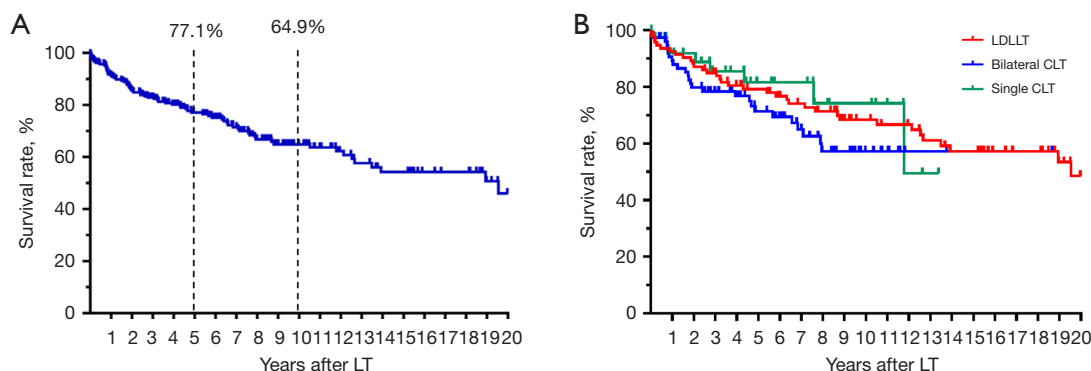 A
77.1%
64.9%
100
80
60
40
20
0
Survival rate, %
1 2 3 4 5 6 7 8 9 10 11 12 13 14 15 16 17 18 19 20
Years after LT
B
100
80
60
40
20
0
Survival rate, %
LDLLT
Bilateral CLT
Single CLT
1 2 3 4 5 6 7 8 9 10 11 12 13 14 15 16 17 18 19 20
Years after LT